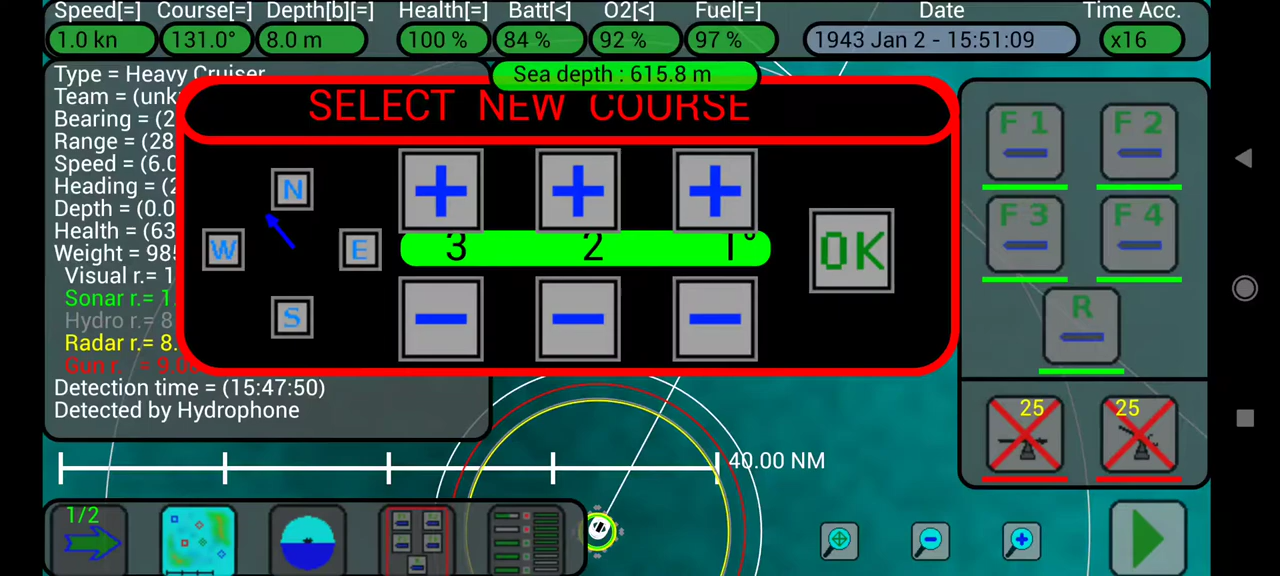 Speed[=] Course[=] Depth[b][=] Health[=] Batt[<] O2[<] Fuel[=] Date Time Acc.
1.0 kn 131.0° 8.0 m 100 % 84 % 92 % 97 % 1943 Jan 2 - 15:51:09 x16
Type = Heavy Cruiser
Sea depth : 615.8 m
Team = (unk
Bearing = (2
Range = (28
Speed = (6.0
Heading = (2
Depth = (0.0
Health = (63
Weight = 985
Visual r.= 1
Sonar r.= 1.
Hydro r.= 8
Radar r.= 8.
Gun r. = 9.0
Detection time = (15:47:50)
Detected by Hydrophone
SELECT NEW COURSE
N
W E
S
+ + +
3 2 1°
- - -
OK
F 1 F 2
F 3 F 4
R
25 25
40.00 NM
1/2